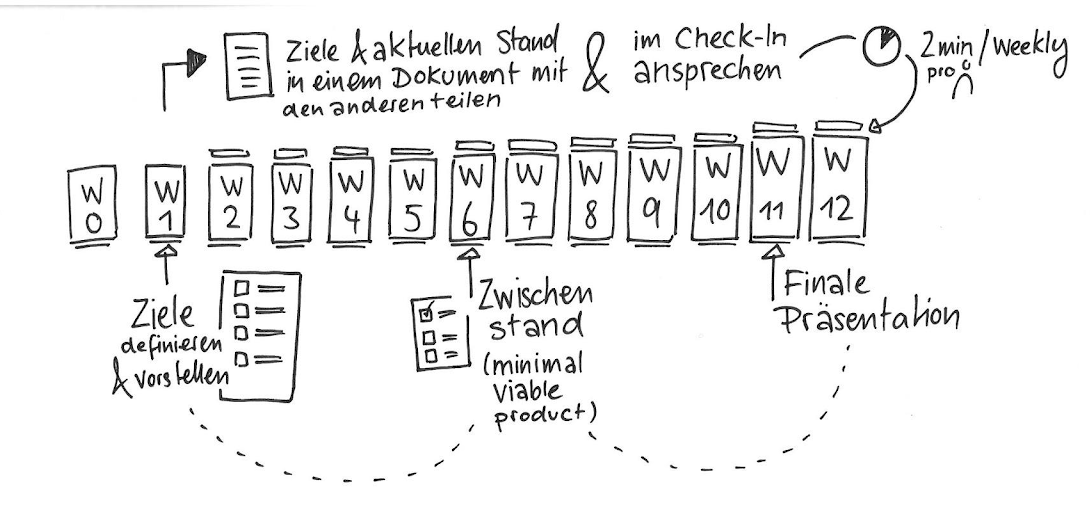 Ziele & aktuellen Stand
in einem Dokument mit
den anderen teilen
&
im Check-In
ansprechen
2min/Weekly
pro
W
0
W
1
W
2
W
3
W
4
W
5
W
6
W
7
W
8
W
9
W
10
W
11
W
12
Ziele
definieren
& vorstellen
Zwischen
stand
(minimal
viable
product)
Finale
Präsentation